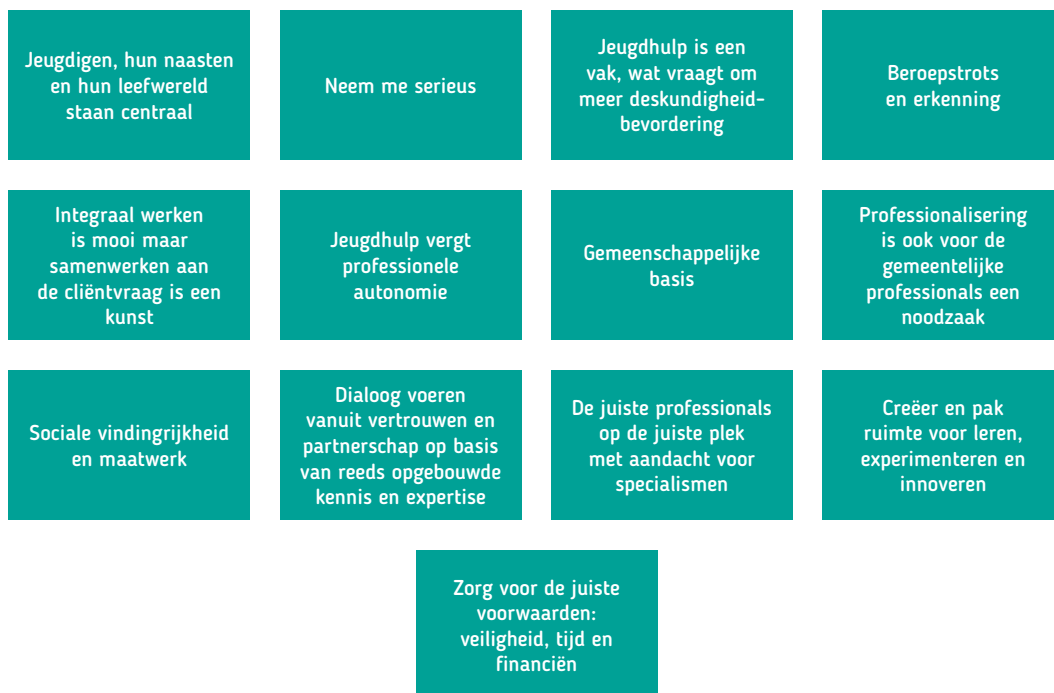 Jeugdigen, hun naasten
en hun leefwereld
staan centraal
Neem me serieus
Jeugdhulp is een
vak, wat vraagt om
meer deskundigheid-
bevordering
Beroepstrots
en erkenning
Integraal werken
is mooi maar
samenwerken aan
de cliëntvraag is een
kunst
Jeugdhulp vergt
professionele
autonomie
Gemeenschappelijke
basis
Professionalisering
is ook voor de
gemeentelijke
professionals een
noodzaak
Sociale vindingrijkheid
en maatwerk
Dialoog voeren
vanuit vertrouwen en
partnerschap op basis
van reeds opgebouwde
kennis en expertise
De juiste professionals
op de juiste plek
met aandacht voor
specialismen
Creëer en pak
ruimte voor leren,
experimenteren en
innoveren
Zorg voor de juiste
voorwaarden:
veiligheid, tijd en
financiën